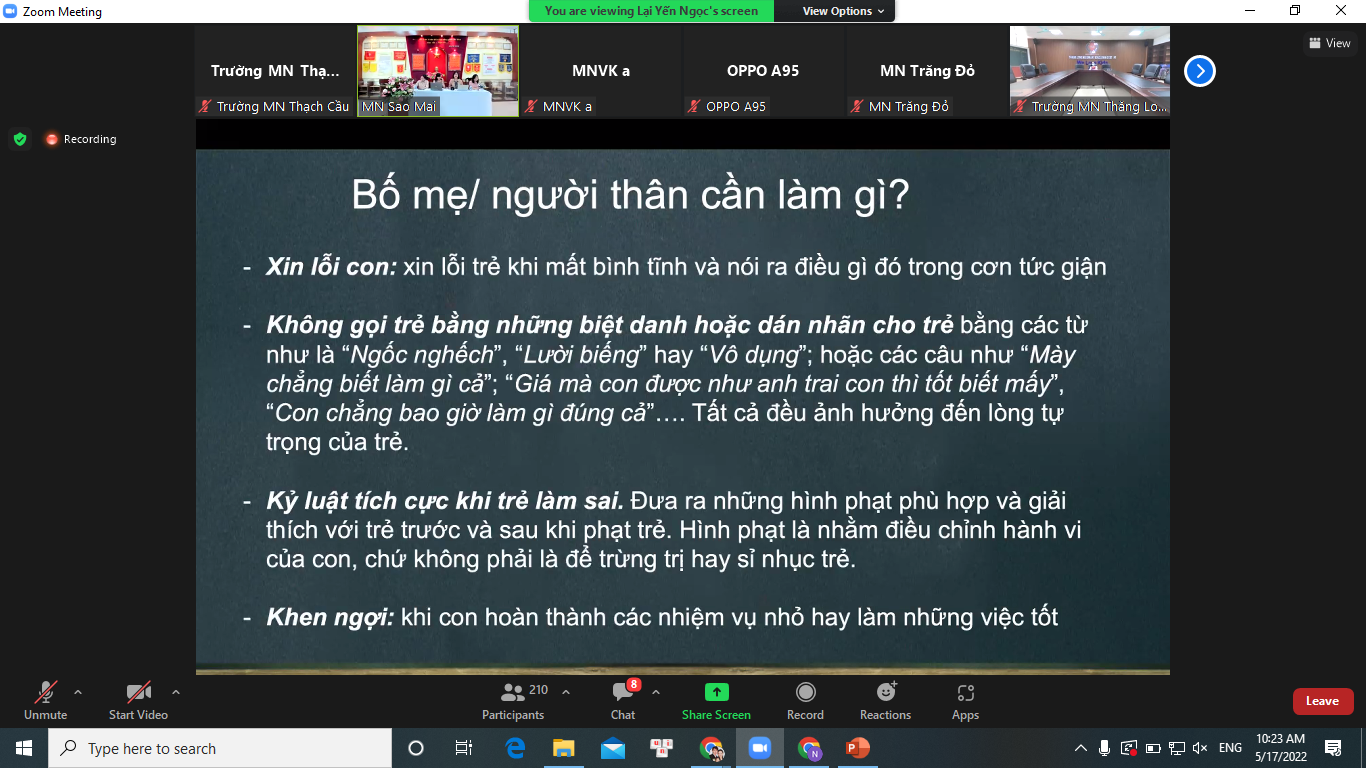 Zoom Meeting
You are viewing Lại Yến Ngọc's screen
View Options
Trường MN Thạ...
MNVK a
OPPO A95
MN Trăng Đỏ
View
Trường MN Thạch Cầu
MN Sao Mai
MNVK a
OPPO A95
MN Trăng Đỏ
Trường MN Thăng Lo...
Recording
Bố mẹ/ người thân cần làm gì?
- Xin lỗi con: xin lỗi trẻ khi mất bình tĩnh và nói ra điều gì đó trong cơn tức giận
- Không gọi trẻ bằng những biệt danh hoặc dán nhãn cho trẻ bằng các từ
như là “Ngốc nghếch”, “Lười biếng” hay “Vô dụng”; hoặc các câu như “Mày
chẳng biết làm gì cả”; “Giá mà con được như anh trai con thì tốt biết mấy”,
“Con chẳng bao giờ làm gì đúng cả”.... Tất cả đều ảnh hưởng đến lòng tự
trọng của trẻ.
- Kỷ luật tích cực khi trẻ làm sai. Đưa ra những hình phạt phù hợp và giải
thích với trẻ trước và sau khi phạt trẻ. Hình phạt là nhằm điều chỉnh hành vi
của con, chứ không phải là để trừng trị hay sỉ nhục trẻ.
- Khen ngợi: khi con hoàn thành các nhiệm vụ nhỏ hay làm những việc tốt
Unmute
Start Video
Participants
210
Chat
8
Share Screen
Record
Reactions
Apps
Leave
Type here to search
ENG
10:23 AM
5/17/2022